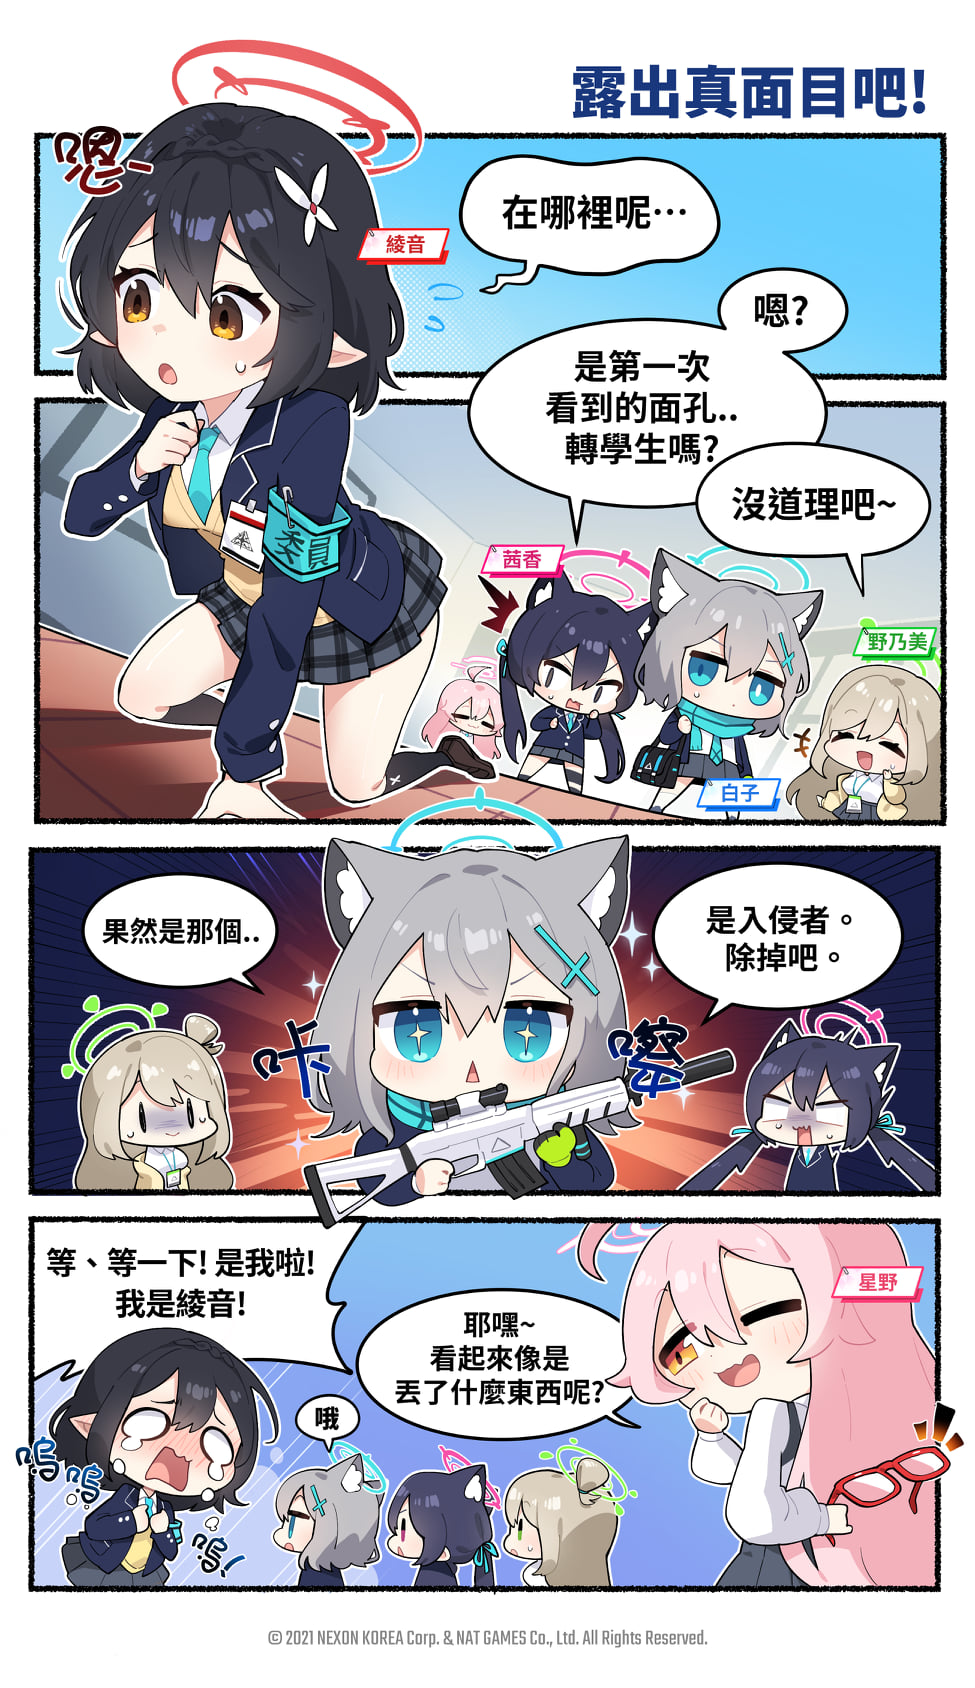 露出真面目吧!
嗯-
在哪裡呢…
綾音
嗯?
是第一次
看到的面孔..
轉學生嗎?
沒道理吧~
委員
茜香
野乃美
白子
果然是那個..
是入侵者。
除掉吧。
咔
嚓
等、等一下! 是我啦!
我是綾音!
星野
耶嘿~
看起來像是
丟了什麼東西呢?
哦
嗚
嗚
嗚!
© 2021 NEXON KOREA Corp. & NAT GAMES Co., Ltd. All Rights Reserved.